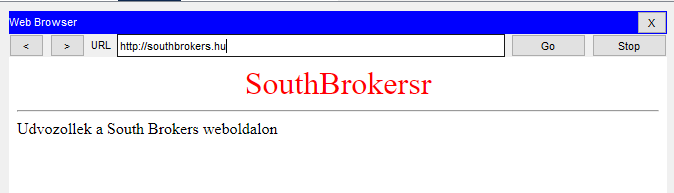 Web Browser X
< > URL http://southbrokers.hu Go Stop
SouthBrokersr
Udvozollek a South Brokers weboldalon